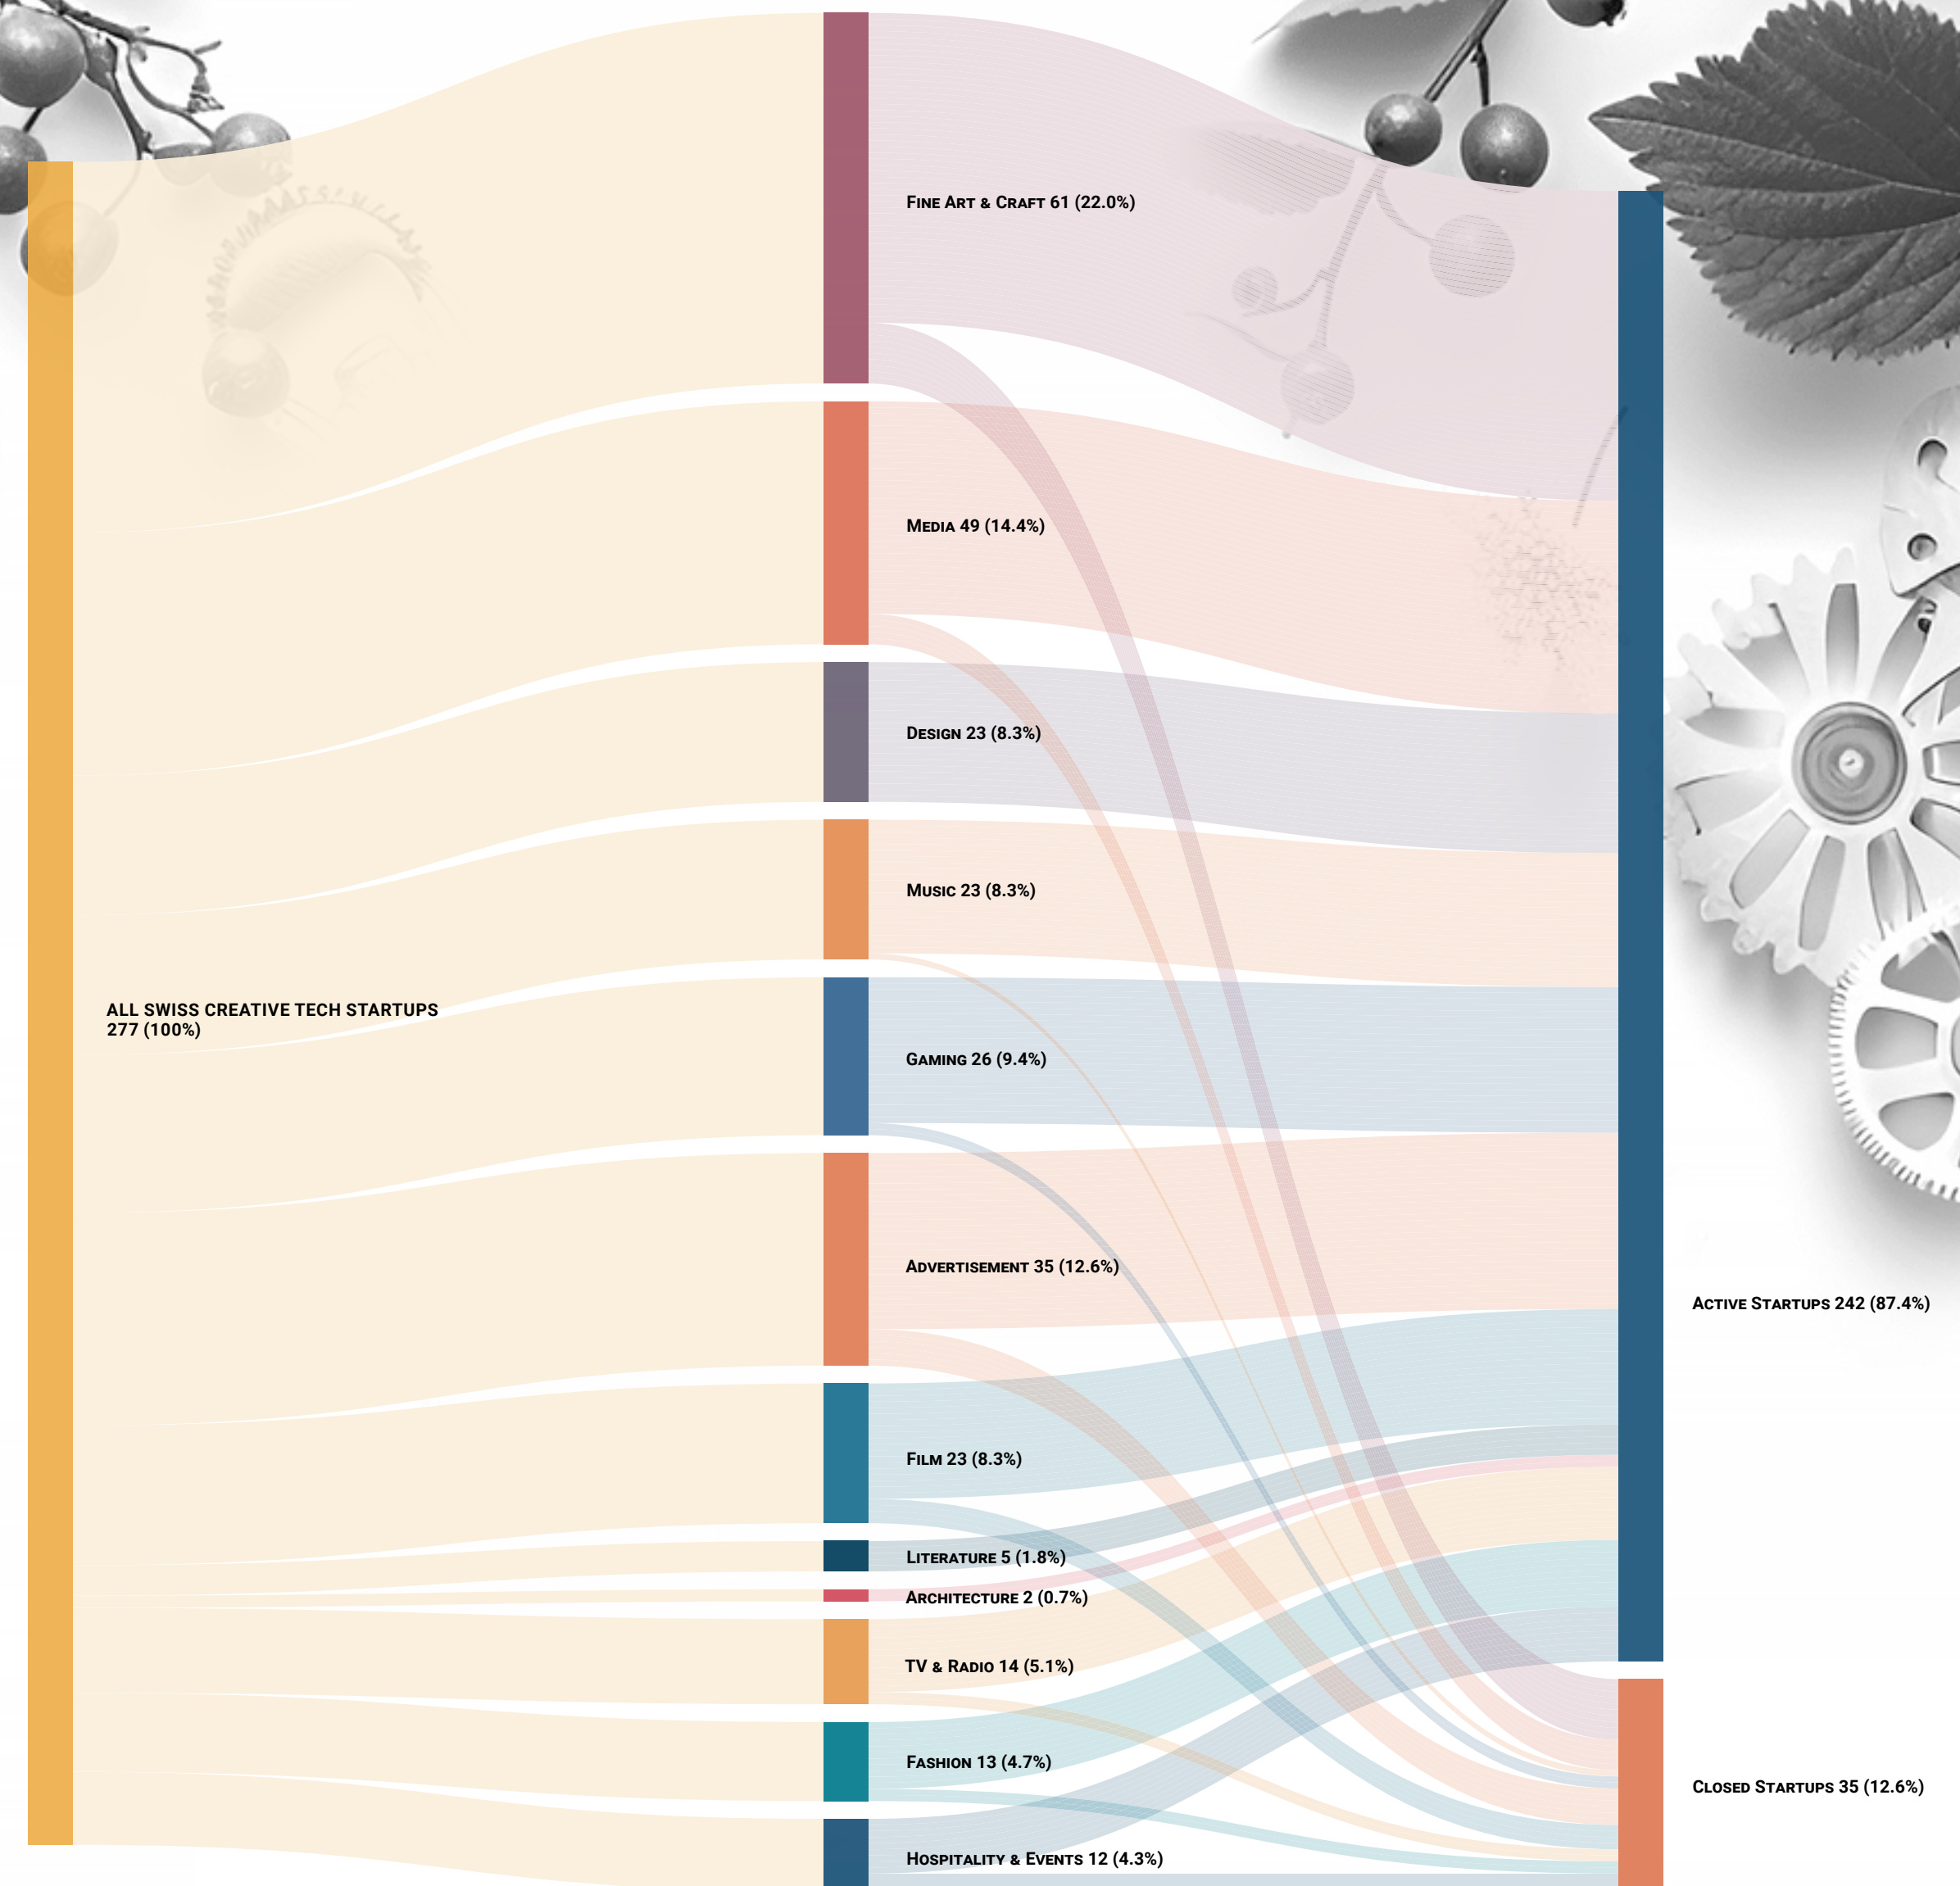 Fine Art & Craft 61 (22.0%)
Media 49 (14.4%)
Design 23 (8.3%)
Music 23 (8.3%)
ALL SWISS CREATIVE TECH STARTUPS
277 (100%)
Gaming 26 (9.4%)
Advertisement 35 (12.6%)
Active Startups 242 (87.4%)
Film 23 (8.3%)
Literature 5 (1.8%)
Architecture 2 (0.7%)
TV & Radio 14 (5.1%)
Fashion 13 (4.7%)
Closed Startups 35 (12.6%)
Hospitality & Events 12 (4.3%)